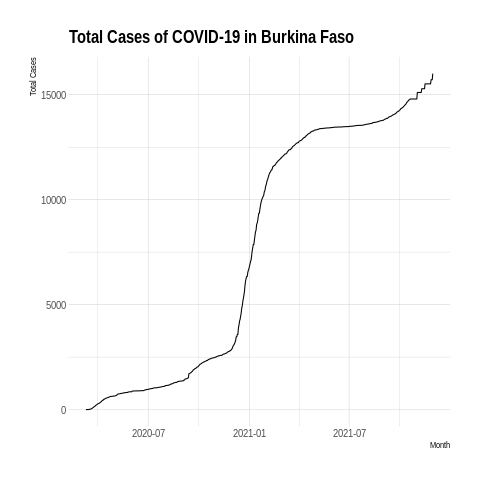 Total Cases of COVID-19 in Burkina Faso
Total Cases
15000
10000
5000
0
2020-07 2021-01 2021-07
Month